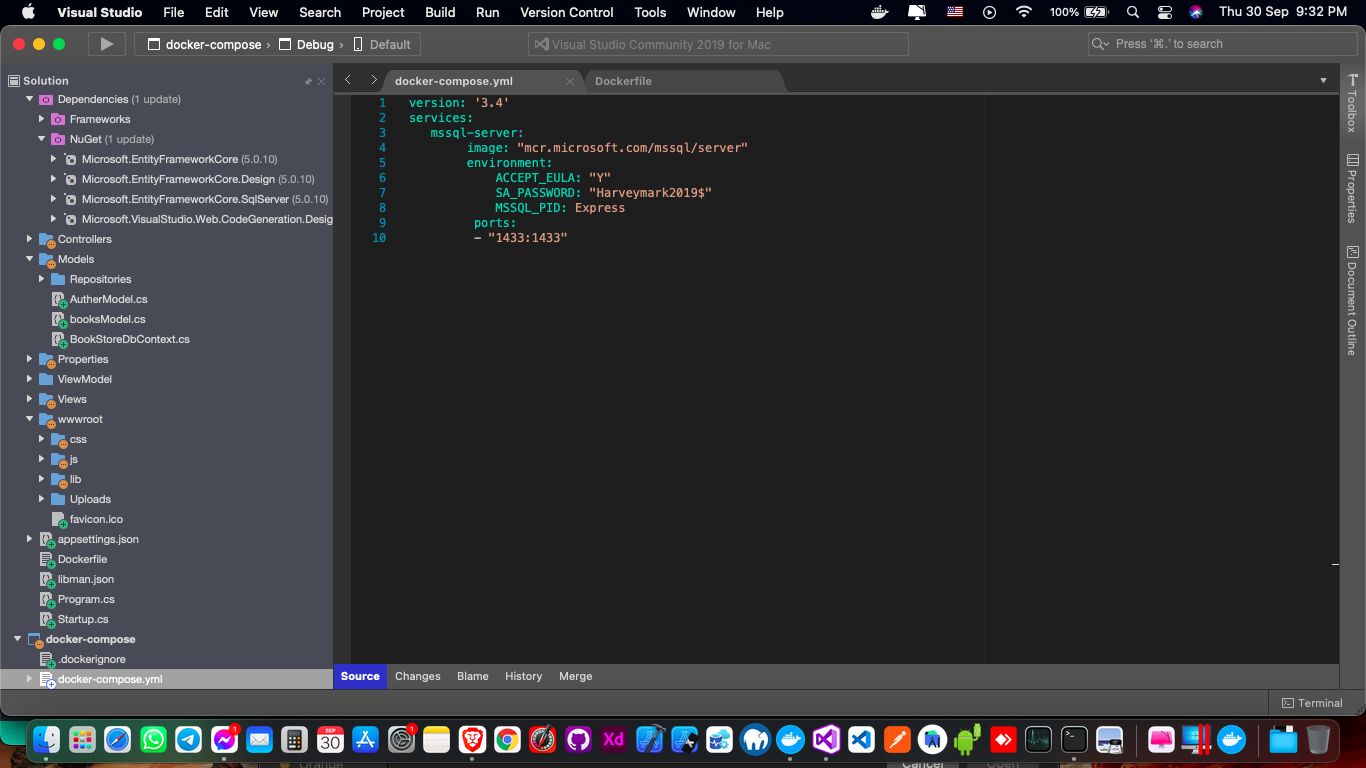 Visual Studio File Edit View Search Project Build Run Version Control Tools Window Help 100% Thu 30 Sep 9:32 PM
docker-compose › Debug › Default
Visual Studio Community 2019 for Mac
Press ‘⌘.’ to search
Solution
Dependencies (1 update)
Frameworks
NuGet (1 update)
Microsoft.EntityFrameworkCore (5.0.10)
Microsoft.EntityFrameworkCore.Design (5.0.10)
Microsoft.EntityFrameworkCore.SqlServer (5.0.10)
Microsoft.VisualStudio.Web.CodeGeneration.Desig
Controllers
Models
Repositories
AutherModel.cs
booksModel.cs
BookStoreDbContext.cs
Properties
ViewModel
Views
wwwroot
css
js
lib
Uploads
favicon.ico
appsettings.json
Dockerfile
libman.json
Program.cs
Startup.cs
docker-compose
.dockerignore
docker-compose.yml
docker-compose.yml
Dockerfile
1 version: '3.4'
2 services:
3 mssql-server:
4 image: "mcr.microsoft.com/mssql/server"
5 environment:
6 ACCEPT_EULA: "Y"
7 SA_PASSWORD: "Harveymark2019$"
8 MSSQL_PID: Express
9 ports:
10 - "1433:1433"
Toolbox
Properties
Document Outline
Source Changes Blame History Merge
Terminal
1
SEP
30
1
Xd
Orange
Cancel
Open